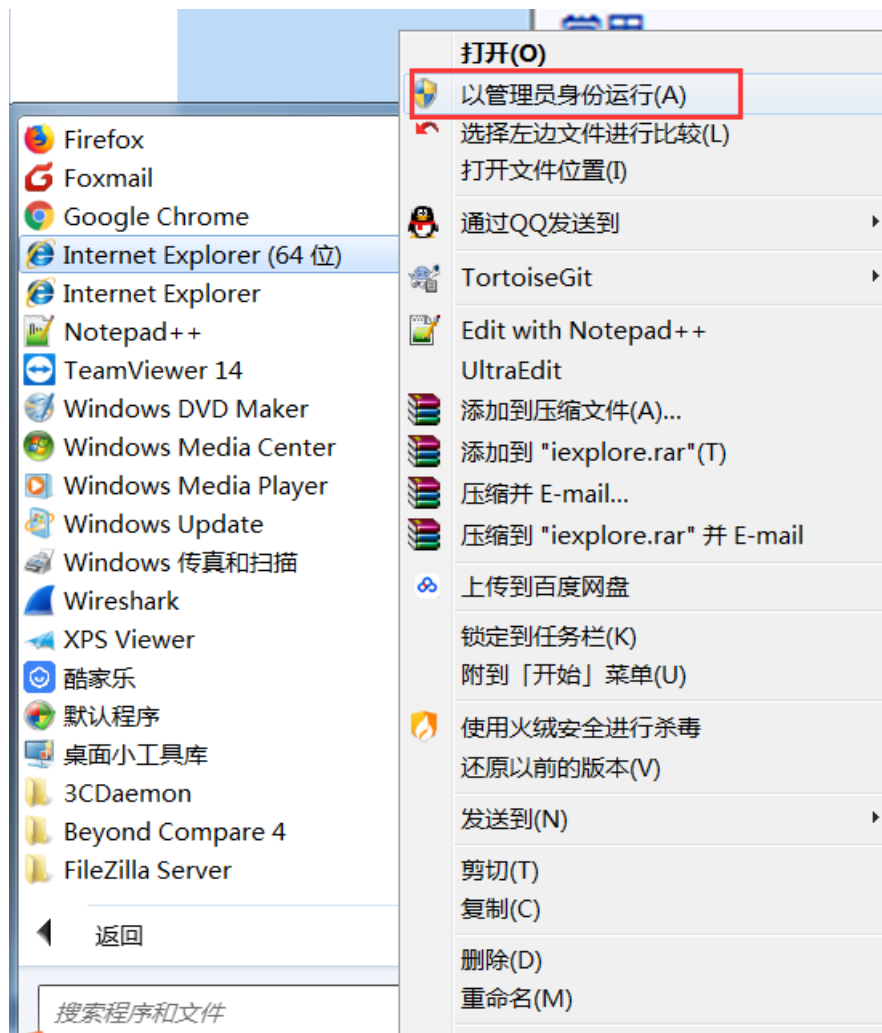 Firefox
Foxmail
Google Chrome
Internet Explorer (64 位)
Internet Explorer
Notepad++
TeamViewer 14
Windows DVD Maker
Windows Media Center
Windows Media Player
Windows Update
Windows 传真和扫描
Wireshark
XPS Viewer
酷家乐
默认程序
桌面小工具库
3CDaemon
Beyond Compare 4
FileZilla Server
返回
搜索程序和文件
打开(O)
以管理员身份运行(A)
选择左边文件进行比较(L)
打开文件位置(I)
通过QQ发送到
TortoiseGit
Edit with Notepad++
UltraEdit
添加到压缩文件(A)...
添加到 "iexplore.rar"(T)
压缩并 E-mail...
压缩到 "iexplore.rar" 并 E-mail
上传到百度网盘
锁定到任务栏(K)
附到「开始」菜单(U)
使用火绒安全进行杀毒
还原以前的版本(V)
发送到(N)
剪切(T)
复制(C)
删除(D)
重命名(M)